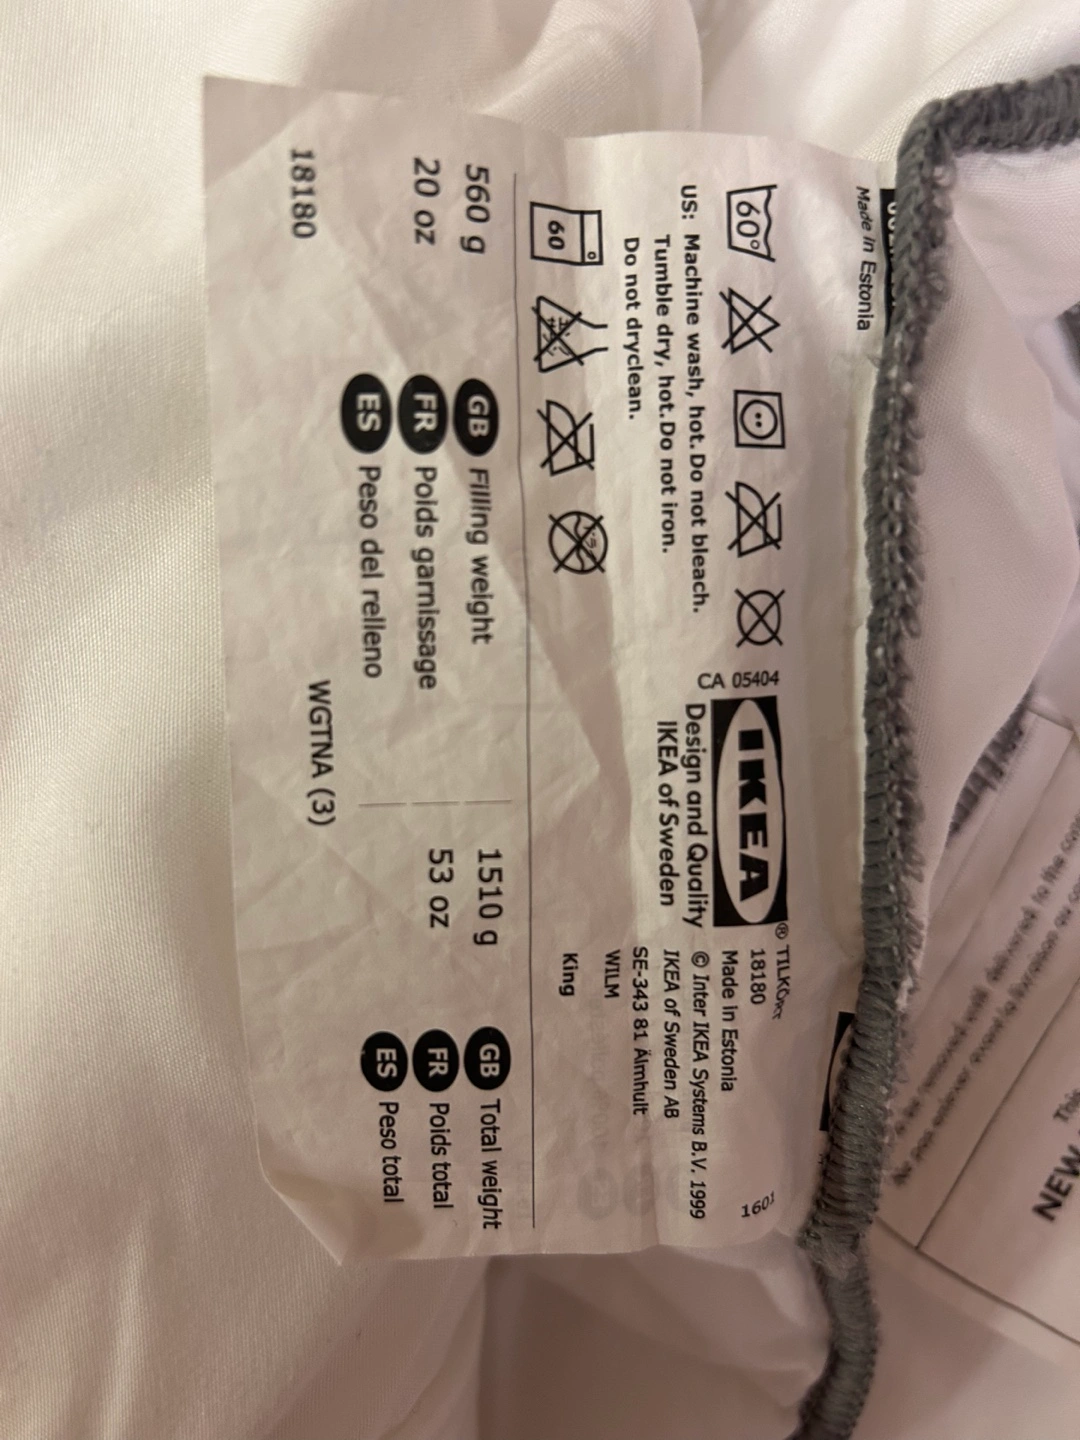 Made in Estonia
60°
US: Machine wash, hot. Do not bleach.
Tumble dry, hot. Do not iron.
Do not dryclean.
60
CA 05404
IKEA®
Design and Quality
IKEA of Sweden
18180
Made in Estonia
© Inter IKEA Systems B.V. 1999
IKEA of Sweden AB
SE-343 81 Älmhult
WILM
King
1601
560 g
20 oz
GB Filling weight
FR Poids garnissage
ES Peso del relleno
1510 g
53 oz
GB Total weight
FR Poids total
ES Peso total
18180
WGTNA (3)
NEW
This